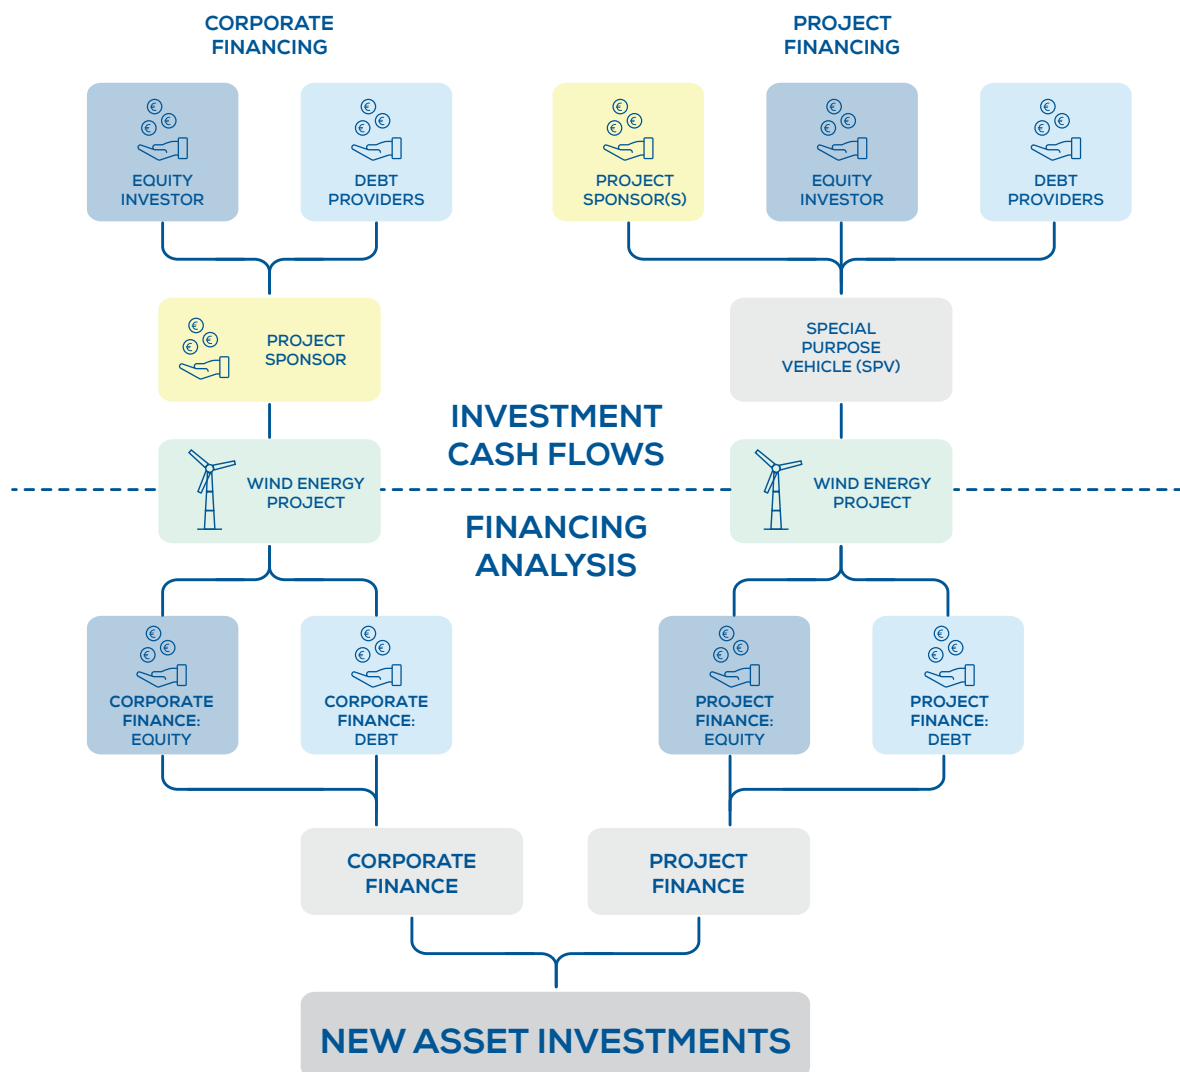 CORPORATE
FINANCING
PROJECT
FINANCING
€
€
€
EQUITY
INVESTOR
€
€
€
DEBT
PROVIDERS
€
€
€
PROJECT
SPONSOR(S)
€
€
€
EQUITY
INVESTOR
€
€
€
DEBT
PROVIDERS
€
€
€
PROJECT
SPONSOR
SPECIAL
PURPOSE
VEHICLE (SPV)
INVESTMENT
CASH FLOWS
WIND ENERGY
PROJECT
WIND ENERGY
PROJECT
FINANCING
ANALYSIS
€
€
€
CORPORATE
FINANCE:
EQUITY
€
€
€
CORPORATE
FINANCE:
DEBT
€
€
€
PROJECT
FINANCE:
EQUITY
€
€
€
PROJECT
FINANCE:
DEBT
CORPORATE
FINANCE
PROJECT
FINANCE
NEW ASSET INVESTMENTS